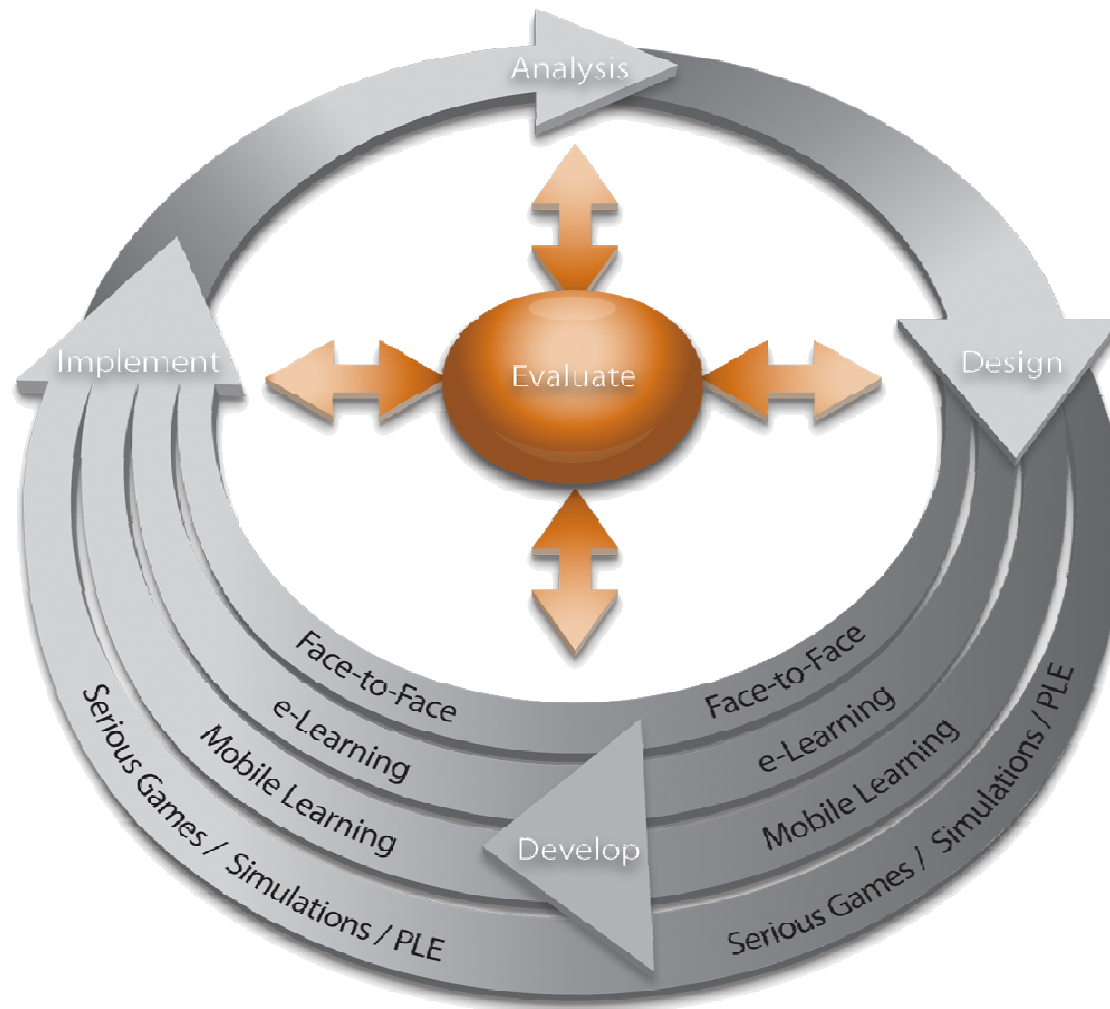 Analysis
Implement
Evaluate
Design
Face-to-Face
Face-to-Face
e-Learning
e-Learning
Mobile Learning
Mobile Learning
Serious Games / Simulations / PLE
Serious Games / Simulations / PLE
Develop